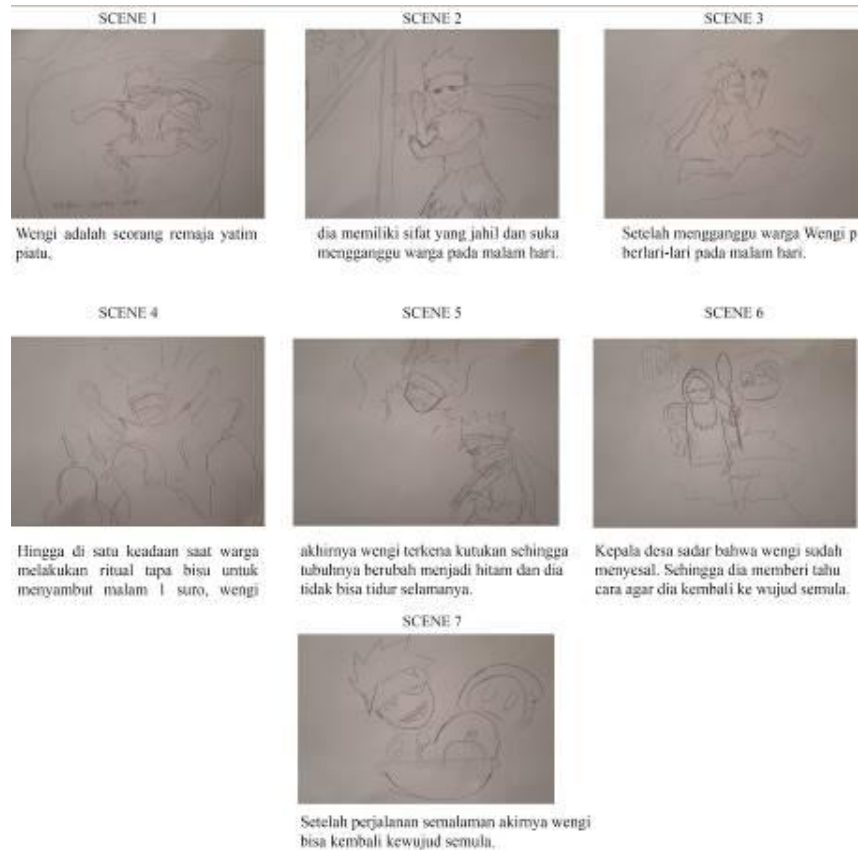 SCENE 1
SCENE 2
SCENE 3
Wengi adalah seorang remaja yatim
piatu,
dia memiliki sifat yang jahil dan suka
mengganggu warga pada malam hari.
Setelah mengganggu warga Wengi p
berlari-lari pada malam hari.
SCENE 4
SCENE 5
SCENE 6
Hingga di satu keadaan saat warga
melakukan ritual tapa bisu untuk
menyambut malam 1 suro, wengi
akhirnya wengi terkena kutukan sehingga
tubuhnya berubah menjadi hitam dan dia
tidak bisa tidur selamanya.
Kepala desa sadar bahwa wengi sudah
menyesal. Sehingga dia memberi tahu
cara agar dia kembali ke wujud semula.
SCENE 7
Setelah perjalanan semalaman akirnya wengi
bisa kembali kewujud semula.